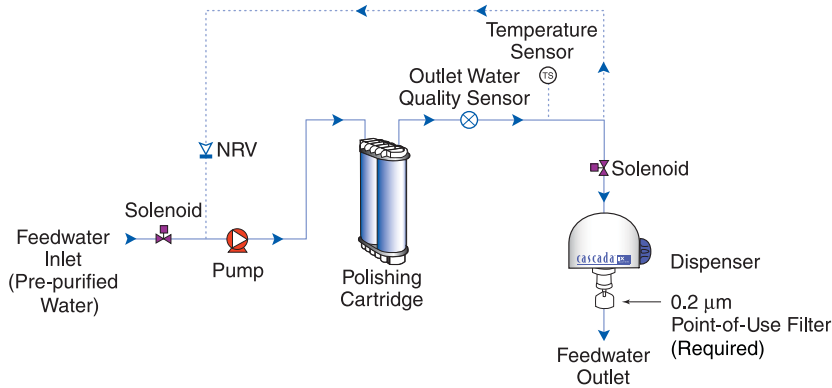 Temperature
Sensor
TS
Outlet Water
Quality Sensor
NRV
Solenoid
Solenoid
Feedwater
Inlet
(Pre-purified
Water)
Pump
Polishing
Cartridge
cascada
Dispenser
0.2 µm
Point-of-Use Filter
(Required)
Feedwater
Outlet